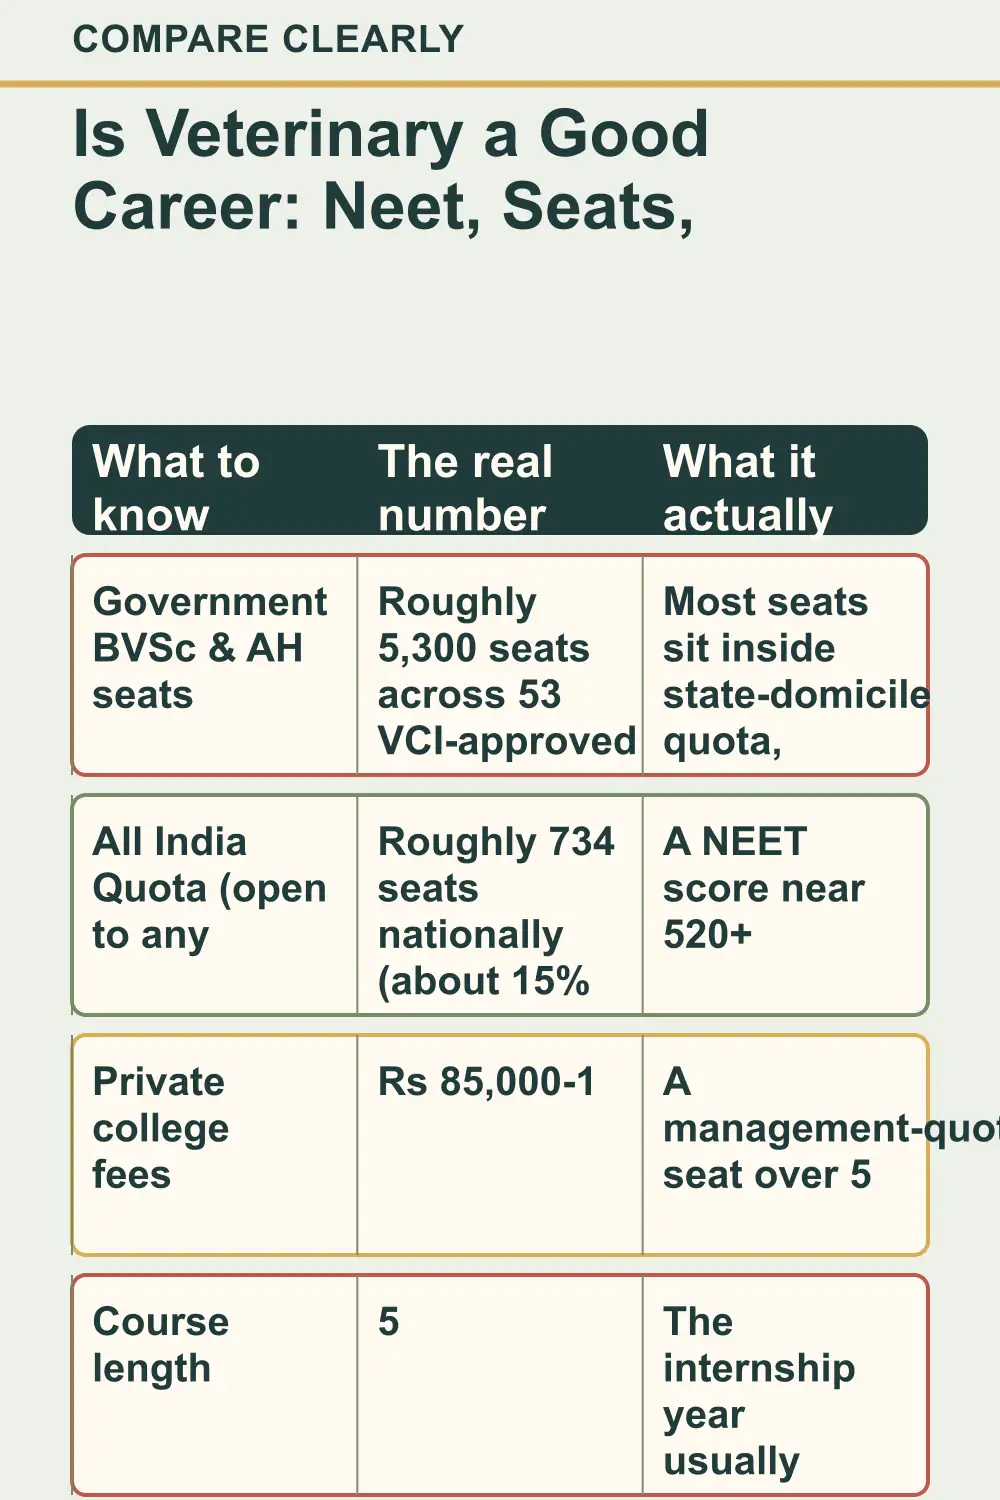 COMPARE CLEARLY
Is Veterinary a Good
Career: Neet, Seats,
What to
know
The real
number
What it
actually
Government
BVSc & AH
seats
Roughly
5,300 seats
across 53
VCI-approved
Most seats
sit inside
state-domicile
quota,
All India
Quota (open
to any
Roughly 734
seats
nationally
(about 15%
A NEET
score near
520+
Private
college
fees
Rs 85,000-1
A
management-quot
seat over 5
Course
length
5
The
internship
year
usually